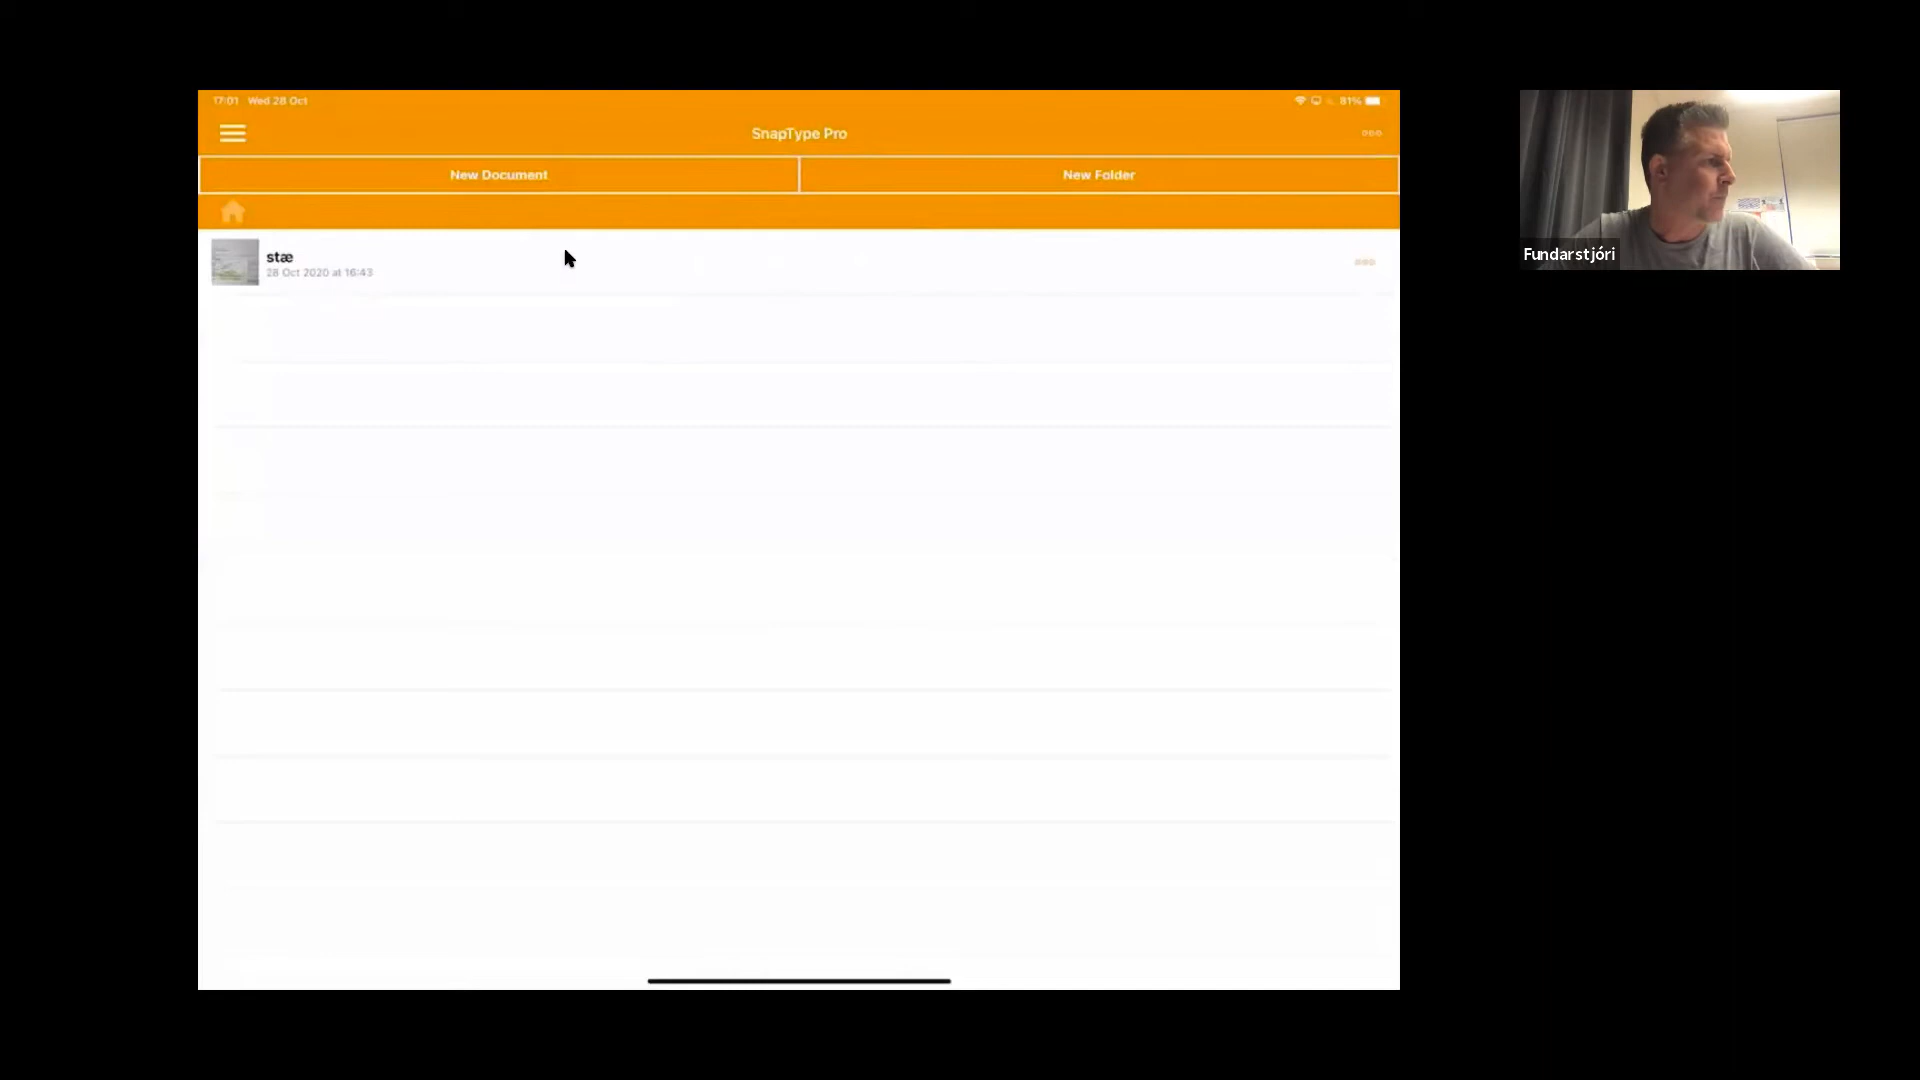 17:01 Wed 28 Oct
81%
SnapType Pro
New Document
New Folder
stæ
28 Oct 2020 at 16:43
Fundarstjóri